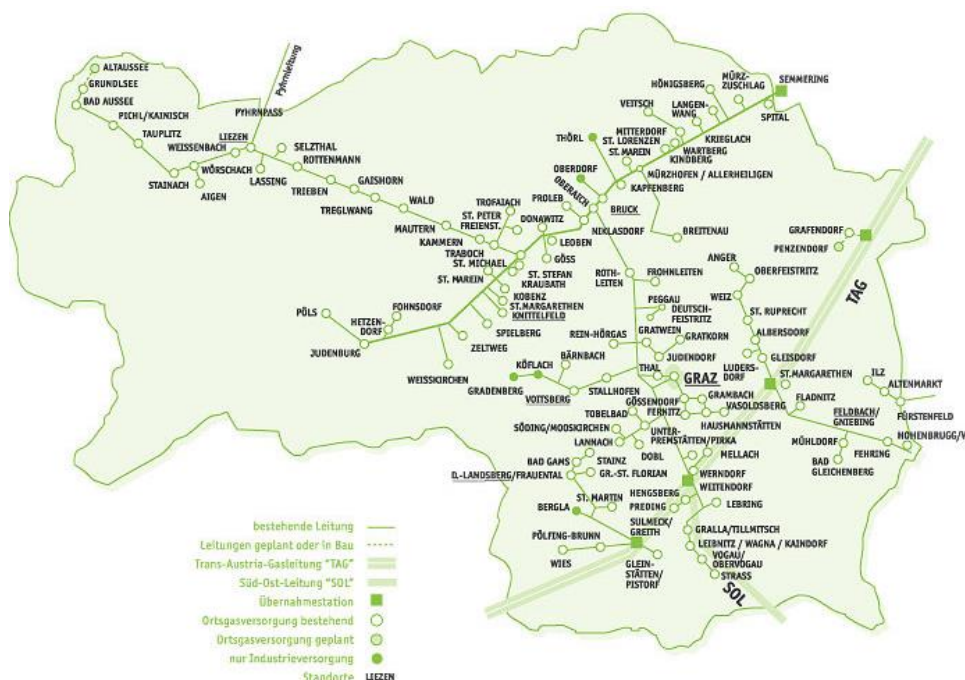 Pyhrnleitung
ALTAUSSEE
GRUNDLSEE
BAD AUSSEE
PICHL/KAINISCH
TAUPLITZ
PYHRNPASS
LIEZEN
WEISSENBACH
SELZTHAL
ROTTENMANN
WÖRSCHACH
LASSING
STAINACH
AIGEN
TRIEBEN
GAISHORN
TREGLWANG
WALD
MAUTERN
KAMMERN
TROFAIACH
ST. PETER
FREIENST.
TRABOCH
ST. MICHAEL
DONAWITZ
PROLEB
LEOBEN
GÖSS
NIKLASDORF
ST. STEFAN
KRAUBATH
ST. MAREIN
KOBENZ
ST.MARGARETHEN
KNITTELFELD
SPIELBERG
ZELTWEG
WEISSKIRCHEN
FOHNSDORF
HETZEN-
DORF
PÖLS
JUDENBURG
HÖNIGSBERG
MÜRZ-
ZUSCHLAG
SEMMERING
SPITAL
VEITSCH
LANGEN-
WANG
KRIEGLACH
MITTERDORF
ST. LORENZEN
WARTBERG
KINDBERG
THÖRL
ST. MAREIN
MÜRZHOFEN / ALLERHEILIGEN
OBERDORF
KAPFENBERG
OBERAICH
BRUCK
BREITENAU
GRAFENDORF
PENZENDORF
TAG
ANGER
OBERFEISTRITZ
WEIZ
ST. RUPRECHT
ALBERSDORF
GLEISDORF
LUDERS-
DORF
ST.MARGARETHEN
ROTH-
LEITEN
FROHNLEITEN
PEGGAU
DEUTSCH-
FEISTRITZ
REIN-HÖRGAS
GRATWEIN
GRATKORN
JUDENDORF
THAL
GRAZ
BÄRNBACH
KÖFLACH
GRADENBERG
VOITSBERG
STALLHOFEN
GÖSSENDORF
FERNITZ
GRAMBACH
VASOLDSBERG
HAUSMANNSTÄTTEN
TOBELBAD
SÖDING/MOOSKIRCHEN
LANNACH
DOBL
UNTER-
PREMSTÄTTEN/PIRKA
MELLACH
WERNDORF
WEITENDORF
FLADNITZ
ILZ
ALTENMARKT
FÜRSTENFELD
FELDBACH/
GNIEBING
HOHENBRUGG/W
MÜHLDORF
BAD
GLEICHENBERG
FEHRING
BAD GAMS
STAINZ
D.-LANDSBERG/FRAUENTAL
GR.-ST. FLORIAN
ST. MARTIN
HENGSBERG
PREDING
LEBRING
BERGLA
SULMECK/
GREITH
GRALLA/TILLMITSCH
LEIBNITZ / WAGNA / KAINDORF
VOGAU/
OBERVOGAU
STRASS
PÖLFING-BRUNN
WIES
GLEIN-
STÄTTEN/
PISTORF
SOL
bestehende Leitung
Leitungen geplant oder in Bau
Trans-Austria-Gasleitung "TAG"
Süd-Ost-Leitung "SOL"
Übernahmestation
Ortsgasversorgung bestehend
Ortsgasversorgung geplant
nur Industrieversorgung
Standorte LIEZEN